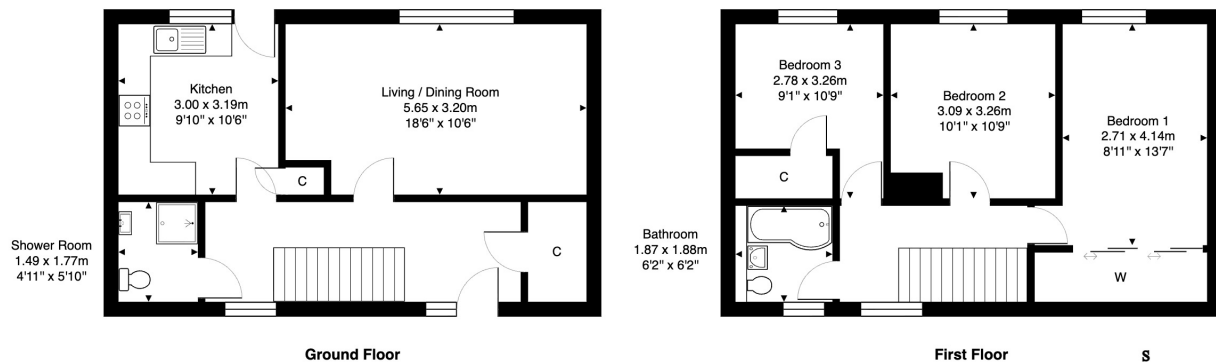 Kitchen
3.00 x 3.19m
9'10" x 10'6"
Living / Dining Room
5.65 x 3.20m
18'6" x 10'6"
C
Shower Room
1.49 x 1.77m
4'11" x 5'10"
C
Ground Floor
Bedroom 3
2.78 x 3.26m
9'1" x 10'9"
Bedroom 2
3.09 x 3.26m
10'1" x 10'9"
Bedroom 1
2.71 x 4.14m
8'11" x 13'7"
C
Bathroom
1.87 x 1.88m
6'2" x 6'2"
W
First Floor
S